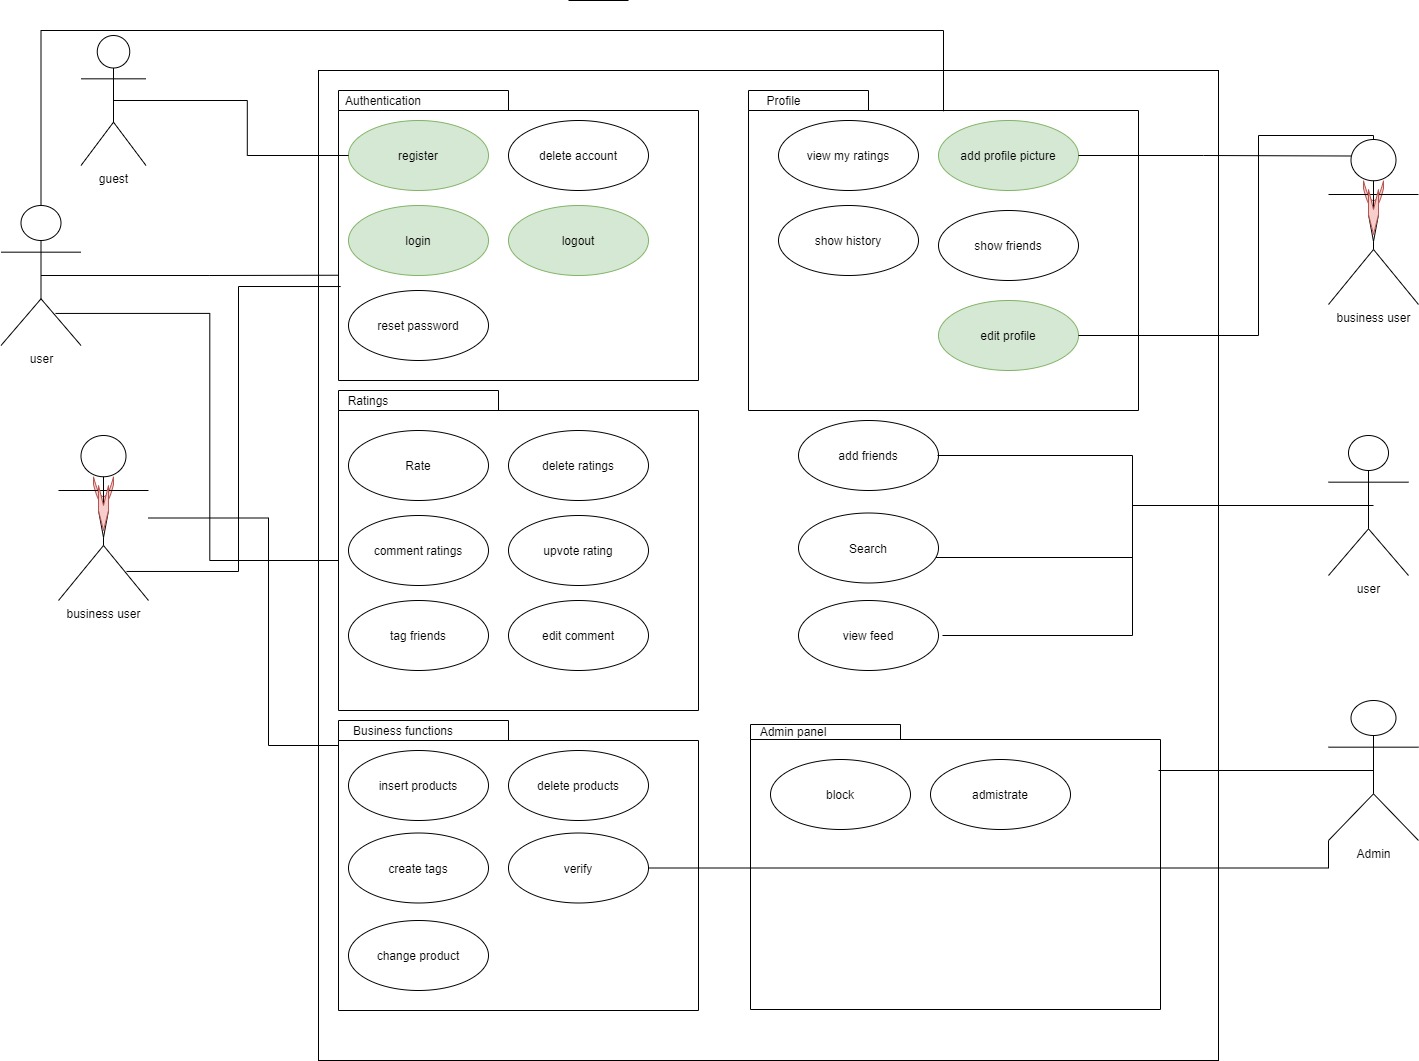 guest
user
business user
Authentication
register
delete account
login
logout
reset password
Ratings
Rate
delete ratings
comment ratings
upvote rating
tag friends
edit comment
Business functions
insert products
delete products
create tags
verify
change product
Profile
view my ratings
add profile picture
show history
show friends
edit profile
add friends
Search
view feed
Admin panel
block
admistrate
business user
user
Admin